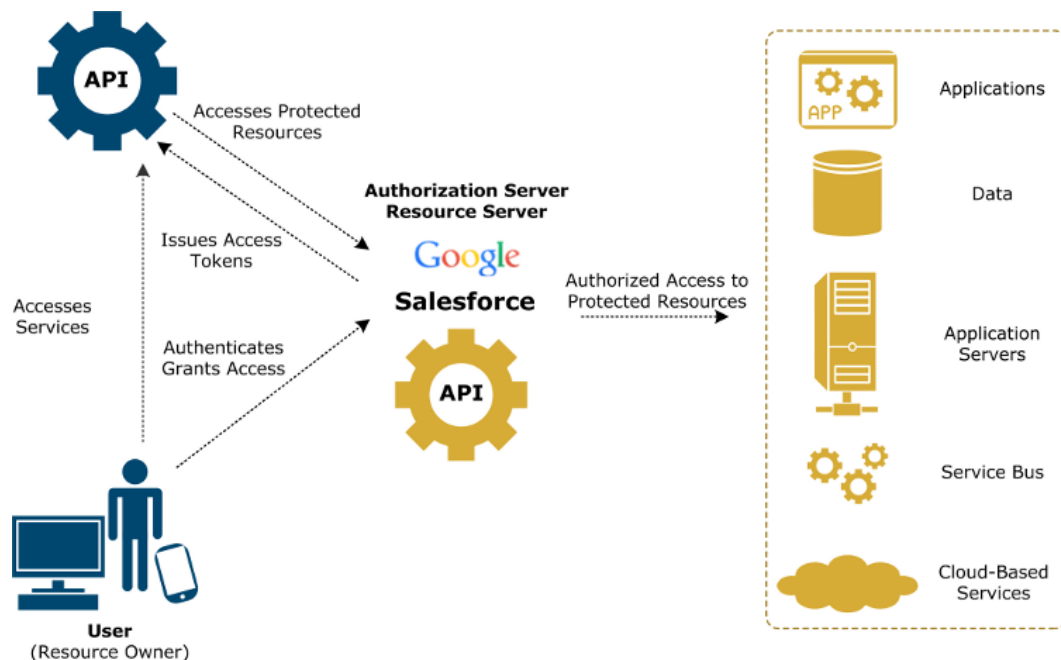 API
Accesses Protected
Resources
Authorization Server
Resource Server
Google
Salesforce
API
Issues Access
Tokens
Accesses
Services
Authenticates
Grants Access
Authorized Access to
Protected Resources
User
(Resource Owner)
APP
Applications
Data
Application
Servers
Service Bus
Cloud-Based
Services